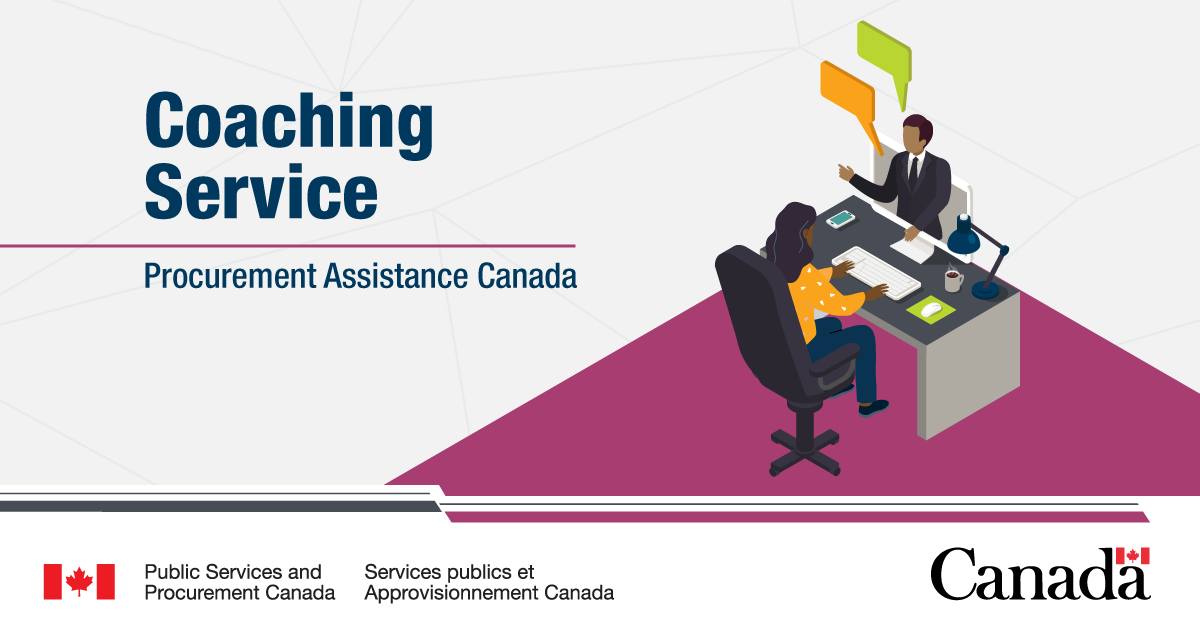 Coaching
Service
Procurement Assistance Canada
Public Services and
Procurement Canada
Services publics et
Approvisionnement Canada
Canada